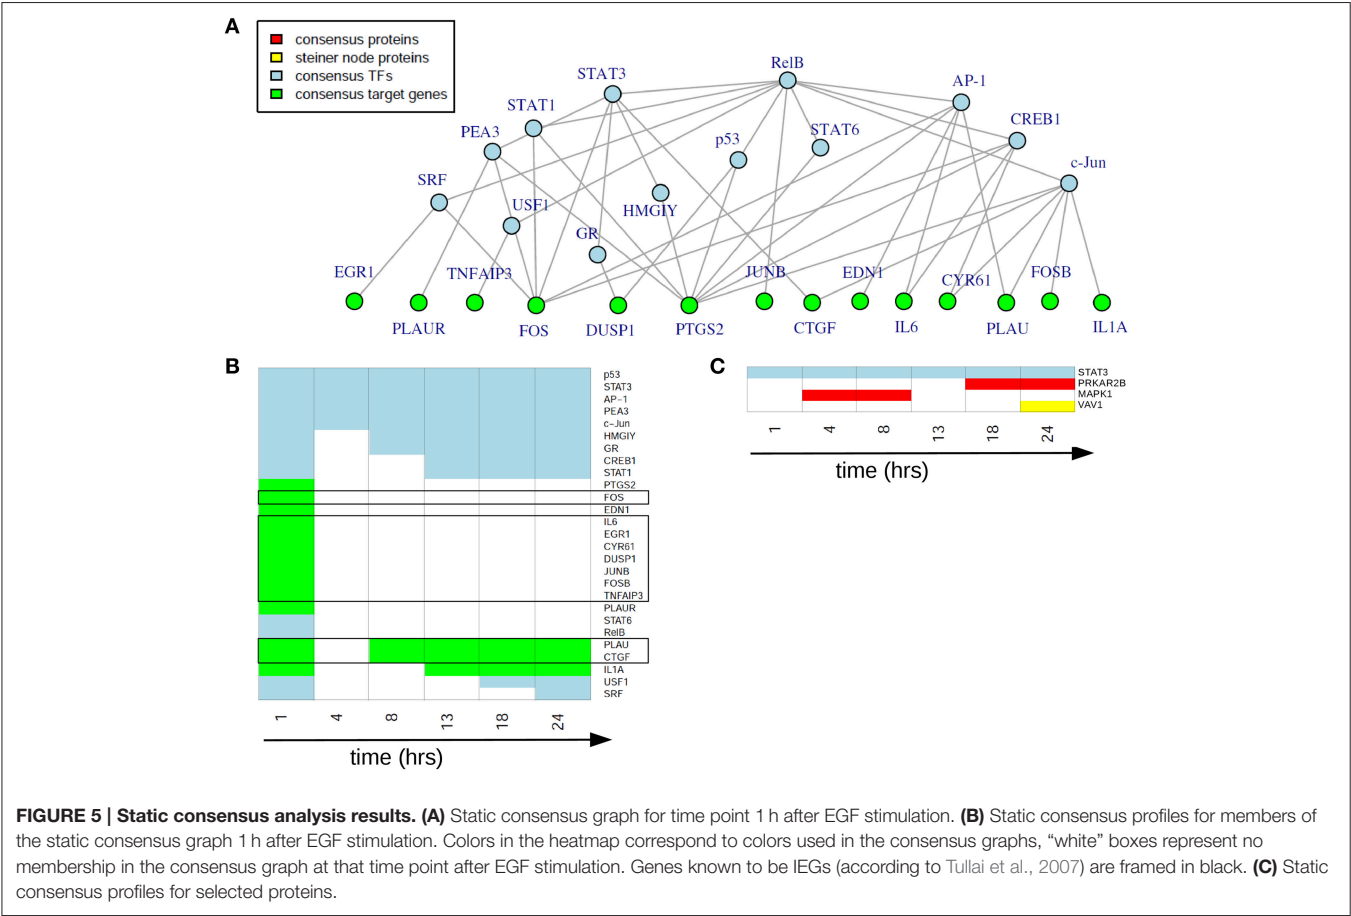 A
consensus proteins
steiner node proteins
consensus TFs
consensus target genes
RelB
STAT3
AP-1
STAT1
CREB1
PEA3
p53
STAT6
c-Jun
SRF
USF1
HMGIY
GR
EGR1
TNFAIP3
JUNB
EDN1
CYR61
FOSB
PLAUR
FOS
DUSP1
PTGS2
CTGF
IL6
PLAU
IL1A
B
p53
STAT3
AP-1
PEA3
c-Jun
HMGIY
GR
CREB1
STAT1
PTGS2
FOS
EDN1
IL6
EGR1
CYR61
DUSP1
JUNB
FOSB
TNFAIP3
PLAUR
STAT6
RelB
PLAU
CTGF
IL1A
USF1
SRF
1 4 8 13 18 24
time (hrs)
C
STAT3
PRKAR2B
MAPK1
VAV1
1 4 8 13 18 24
time (hrs)
FIGURE 5 | Static consensus analysis results. (A) Static consensus graph for time point 1 h after EGF stimulation. (B) Static consensus profiles for members of
the static consensus graph 1 h after EGF stimulation. Colors in the heatmap correspond to colors used in the consensus graphs, “white” boxes represent no
membership in the consensus graph at that time point after EGF stimulation. Genes known to be IEGs (according to Tullai et al., 2007) are framed in black. (C) Static
consensus profiles for selected proteins.